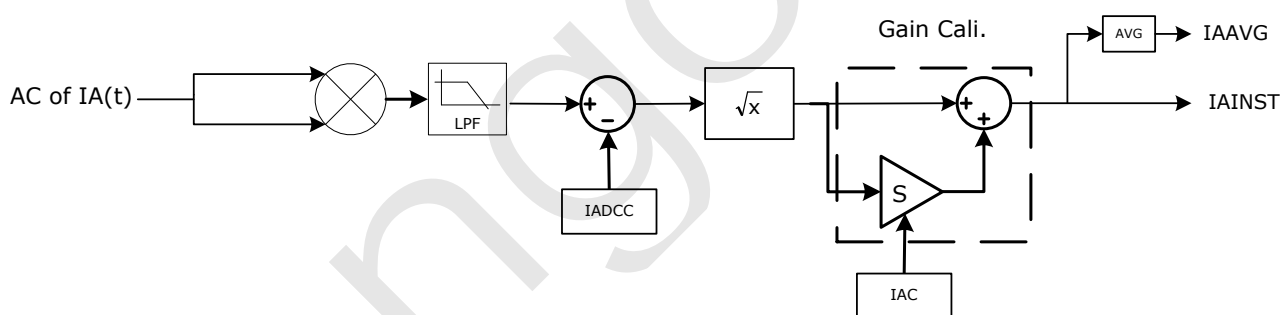 Gain Cali.
AVG
IAAVG
AC of IA(t)
LPF
+
−
√x
+
+
IAINST
S
IADCC
IAC